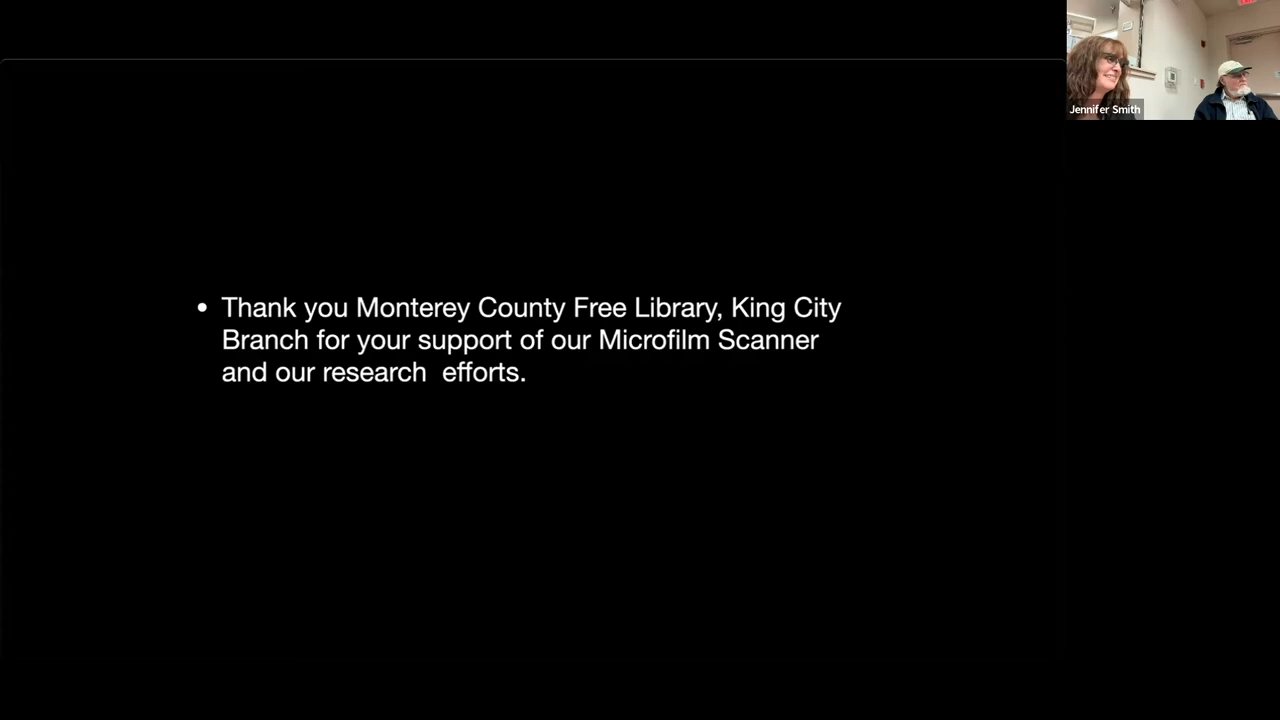 Jennifer Smith
• Thank you Monterey County Free Library, King City
Branch for your support of our Microfilm Scanner
and our research  efforts.